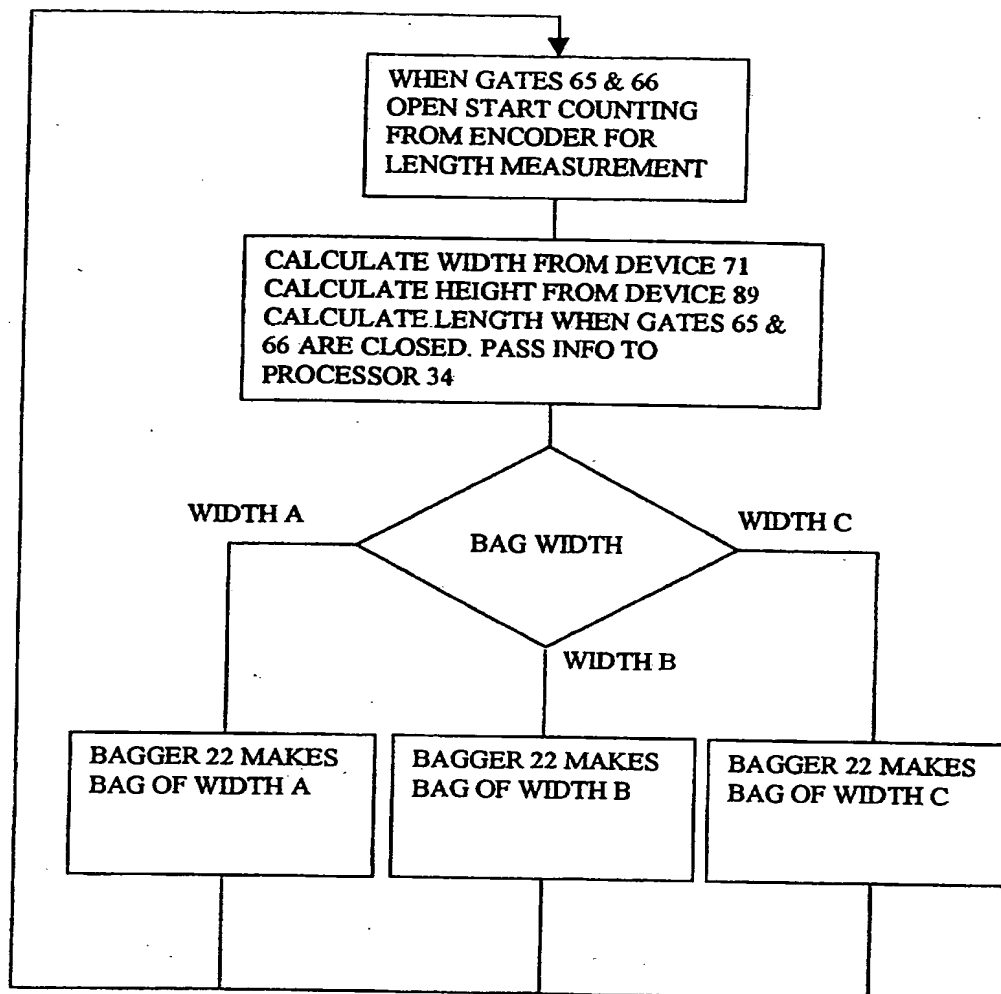 WHEN GATES 65 & 66
OPEN START COUNTING
FROM ENCODER FOR
LENGTH MEASUREMENT
CALCULATE WIDTH FROM DEVICE 71
CALCULATE HEIGHT FROM DEVICE 89
CALCULATE LENGTH WHEN GATES 65 &
66 ARE CLOSED. PASS INFO TO
PROCESSOR 34
WIDTH A
BAG WIDTH
WIDTH C
WIDTH B
BAGGER 22 MAKES
BAG OF WIDTH A
BAGGER 22 MAKES
BAG OF WIDTH B
BAGGER 22 MAKES
BAG OF WIDTH C